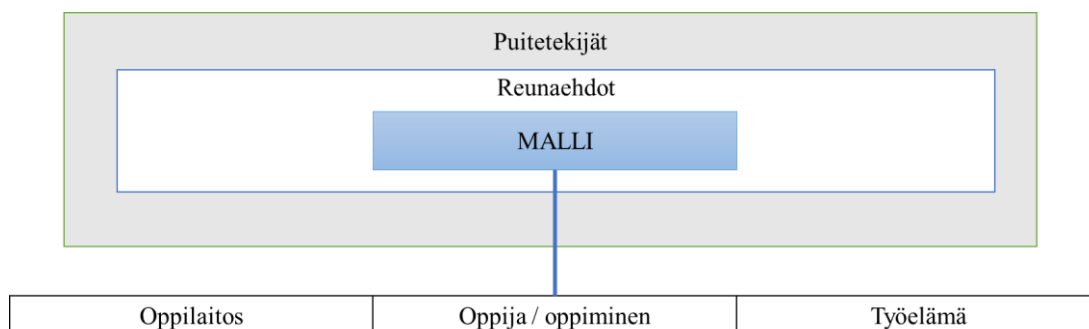 Puitetekijät
Reunaehdot
MALLI
Oppilaitos
Oppija / oppiminen
Työelämä